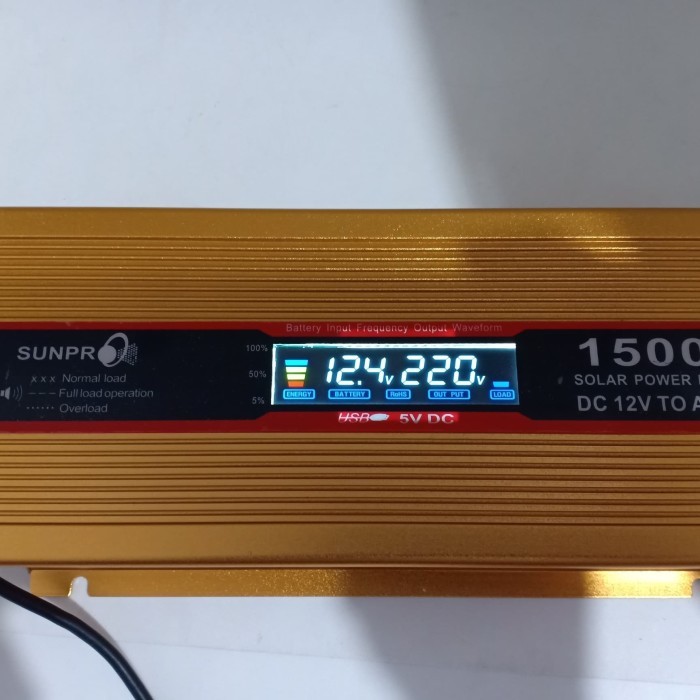 Battery Input Frequency Output Waveform
SUNPRO
x x x Normal load
--- Full load operation
...... Overload
100%
50%
5%
12.4v 220v
ENERGY BATTERY RoHS OUT PUT LOAD
USB 5V DC
1500
SOLAR POWER
DC 12V TO A